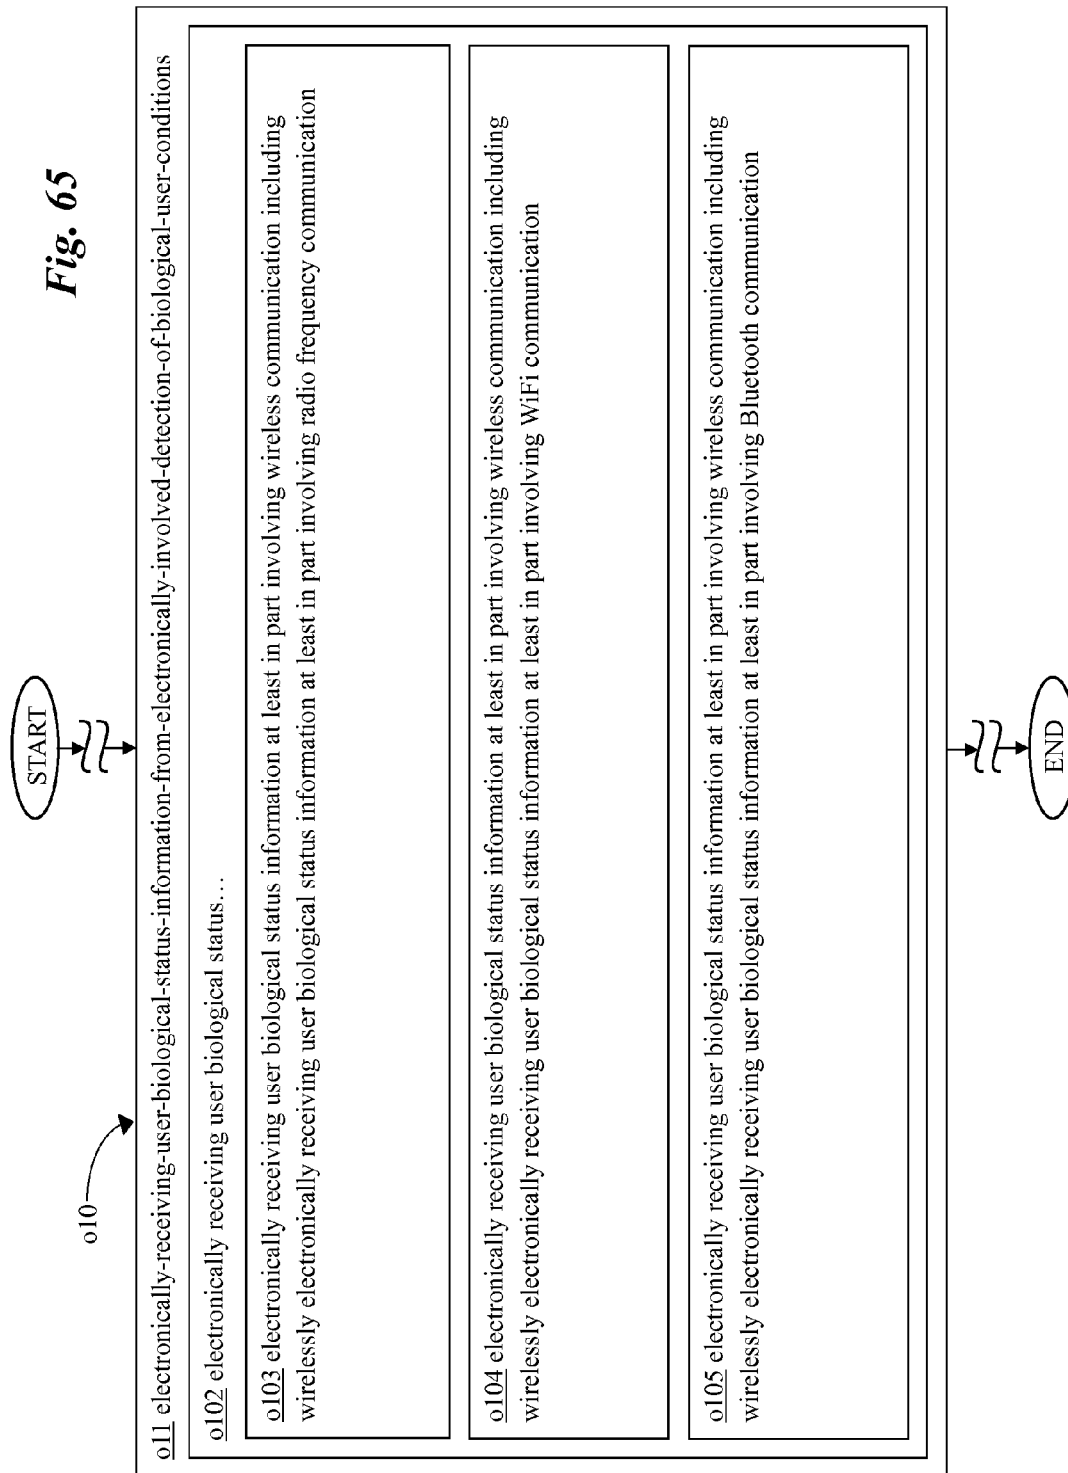 Fig. 65
START
o10
o11 electronically-receiving-user-biological-status-information-from-electronically-involved-detection-of-biological-user-conditions
o102 electronically receiving user biological status…
o103 electronically receiving user biological status information at least in part involving wireless communication including
wirelessly electronically receiving user biological status information at least in part involving radio frequency communication
o104 electronically receiving user biological status information at least in part involving wireless communication including
wirelessly electronically receiving user biological status information at least in part involving WiFi communication
o105 electronically receiving user biological status information at least in part involving wireless communication including
wirelessly electronically receiving user biological status information at least in part involving Bluetooth communication
END